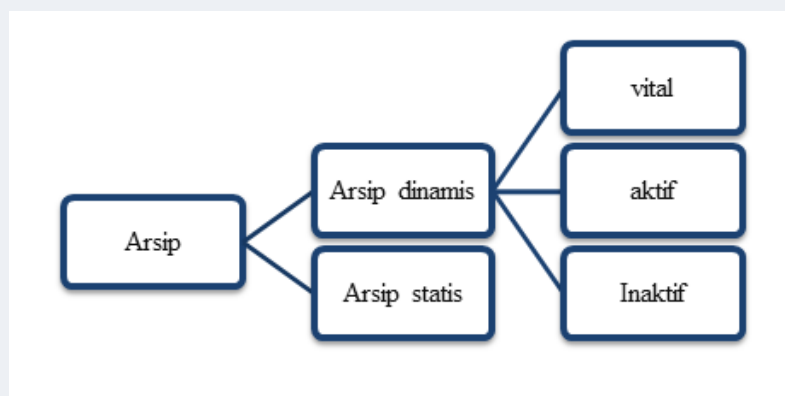 Arsip
Arsip dinamis
Arsip statis
vital
aktif
Inaktif